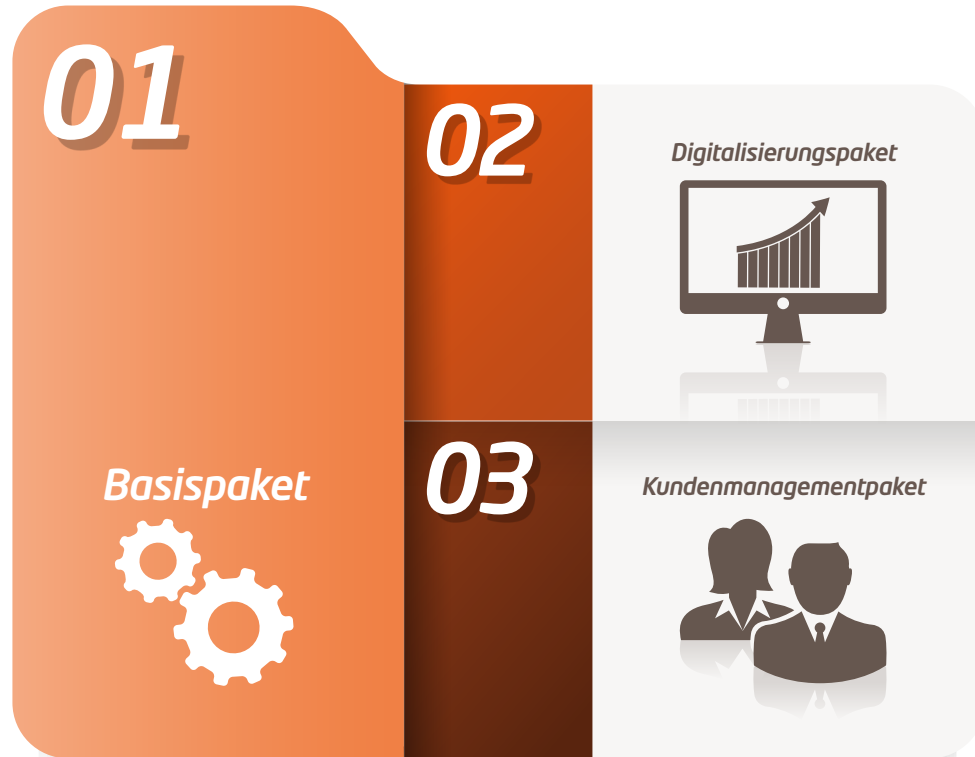 01
Basispaket
02
Digitalisierungspaket
03
Kundenmanagementpaket